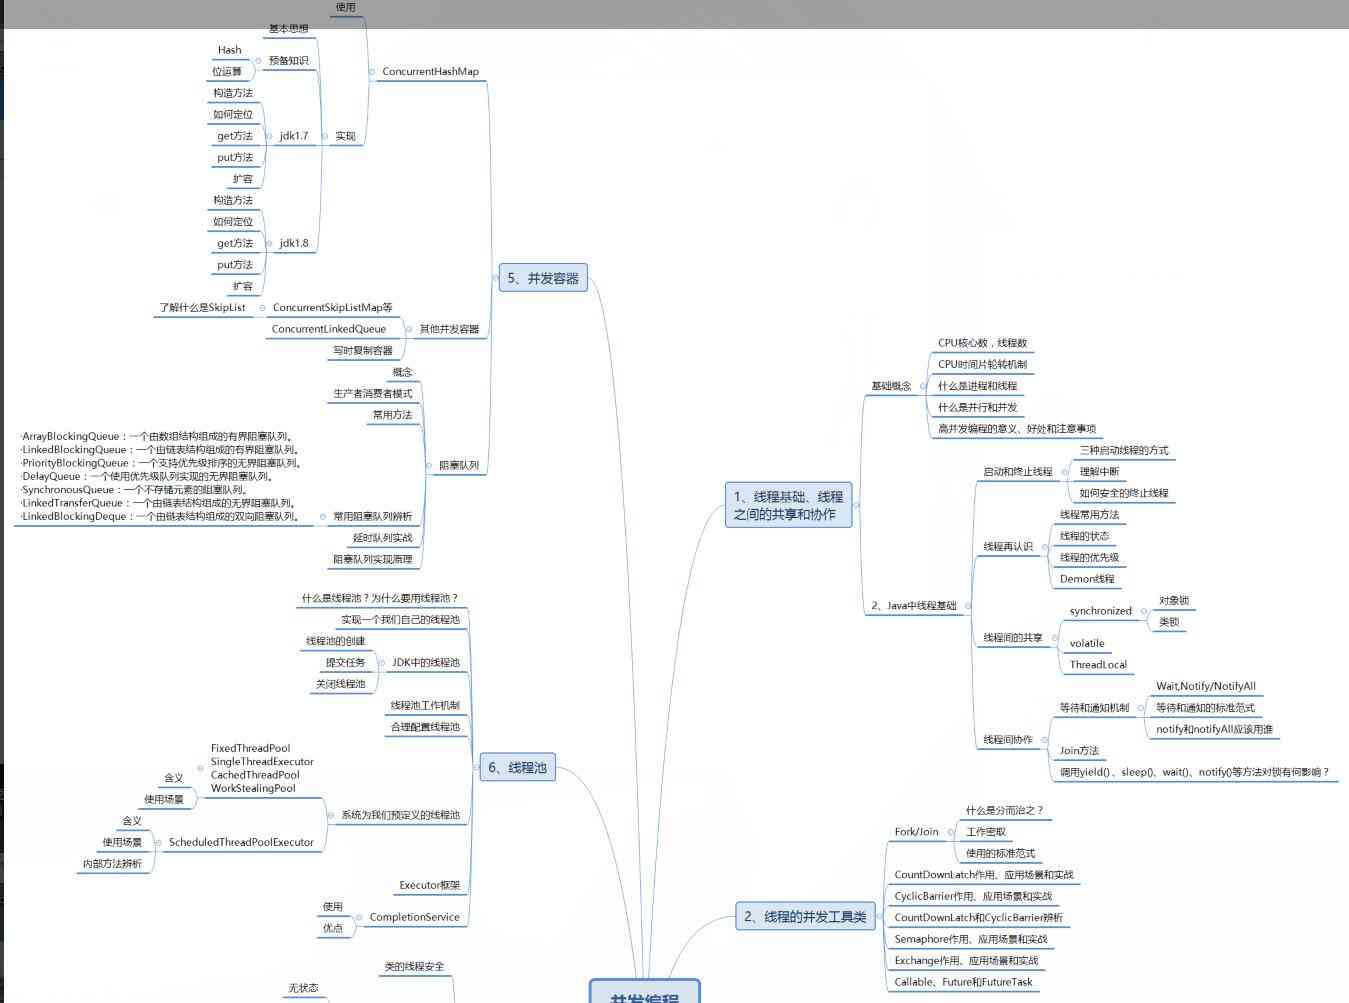 使用
基本思想
Hash
预备知识
位运算
ConcurrentHashMap
构造方法
如何定位
get方法
jdk1.7
实现
put方法
扩容
构造方法
如何定位
get方法
jdk1.8
put方法
扩容
5、并发容器
了解什么是SkipList
ConcurrentSkipListMap等
ConcurrentLinkedQueue
其他并发容器
写时复制容器
概念
生产者消费者模式
常用方法
·ArrayBlockingQueue：一个由数组结构组成的有界阻塞队列。
·LinkedBlockingQueue：一个由链表结构组成的有界阻塞队列。
·PriorityBlockingQueue：一个支持优先级排序的无界阻塞队列。
·DelayQueue：一个使用优先级队列实现的无界阻塞队列。
·SynchronousQueue：一个不存储元素的阻塞队列。
·LinkedTransferQueue：一个由链表结构组成的无界阻塞队列。
·LinkedBlockingDeque：一个由链表结构组成的双向阻塞队列。
阻塞队列
常用阻塞队列辨析
延时队列实战
阻塞队列实现原理
什么是线程池？为什么要用线程池？
实现一个我们自己的线程池
线程池的创建
提交任务
JDK中的线程池
关闭线程池
线程池工作机制
合理配置线程池
6、线程池
FixedThreadPool
SingleThreadExecutor
CachedThreadPool
WorkStealingPool
含义
使用场景
系统为我们预定义的线程池
含义
使用场景
ScheduledThreadPoolExecutor
内部方法辨析
Executor框架
使用
CompletionService
优点
类的线程安全
无状态
并发编程
CPU核心数，线程数
CPU时间片轮转机制
基础概念
什么是进程和线程
什么是并行和并发
高并发编程的意义、好处和注意事项
1、线程基础、线程
之间的共享和协作
三种启动线程的方式
启动和终止线程
理解中断
如何安全的终止线程
线程常用方法
线程的状态
线程再认识
线程的优先级
Demon线程
2、Java中线程基础
对象锁
synchronized
类锁
线程间的共享
volatile
ThreadLocal
Wait,Notify/NotifyAll
等待和通知机制
等待和通知的标准范式
notify和notifyAll应该用谁
线程间协作
Join方法
调用yield() 、sleep()、wait()、notify()等方法对锁有何影响？
什么是分而治之？
Fork/Join
工作密取
使用的标准范式
CountDownLatch作用、应用场景和实战
CyclicBarrier作用、应用场景和实战
2、线程的并发工具类
CountDownLatch和CyclicBarrier辨析
Semaphore作用、应用场景和实战
Exchange作用、应用场景和实战
Callable、Future和FutureTask